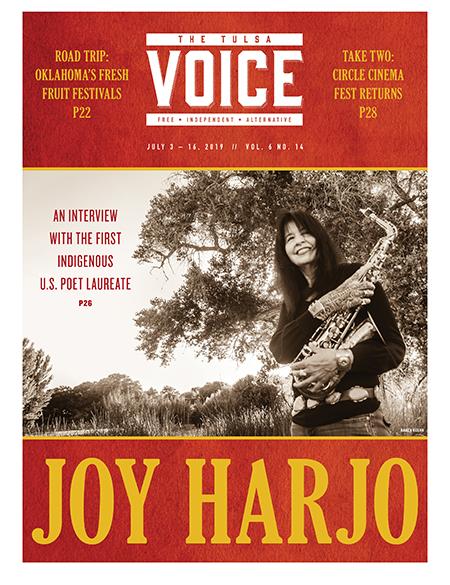 ROAD TRIP:
OKLAHOMA'S FRESH
FRUIT FESTIVALS
P22
THE TULSA
VOICE
FREE • INDEPENDENT • ALTERNATIVE
TAKE TWO:
CIRCLE CINEMA
FEST RETURNS
P28
JULY 3 – 16, 2019 // VOL. 6 NO. 14
AN INTERVIEW
WITH THE FIRST
INDIGENOUS
U.S. POET LAUREATE
P26
JOY HARJO